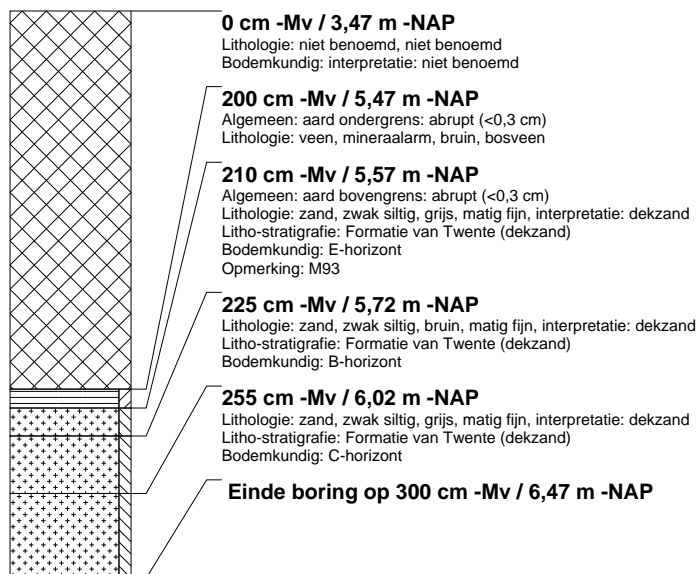 0 cm -Mv / 3,47 m -NAP
Lithologie: niet benoemd, niet benoemd
Bodemkundig: interpretatie: niet benoemd
200 cm -Mv / 5,47 m -NAP
Algemeen: aard ondergrens: abrupt (<0,3 cm)
Lithologie: veen, mineraalarm, bruin, bosveen
210 cm -Mv / 5,57 m -NAP
Algemeen: aard bovengrens: abrupt (<0,3 cm)
Lithologie: zand, zwak siltig, grijs, matig fijn, interpretatie: dekzand
Litho-stratigrafie: Formatie van Twente (dekzand)
Bodemkundig: E-horizont
Opmerking: M93
225 cm -Mv / 5,72 m -NAP
Lithologie: zand, zwak siltig, bruin, matig fijn, interpretatie: dekzand
Litho-stratigrafie: Formatie van Twente (dekzand)
Bodemkundig: B-horizont
255 cm -Mv / 6,02 m -NAP
Lithologie: zand, zwak siltig, grijs, matig fijn, interpretatie: dekzand
Litho-stratigrafie: Formatie van Twente (dekzand)
Bodemkundig: C-horizont
Einde boring op 300 cm -Mv / 6,47 m -NAP